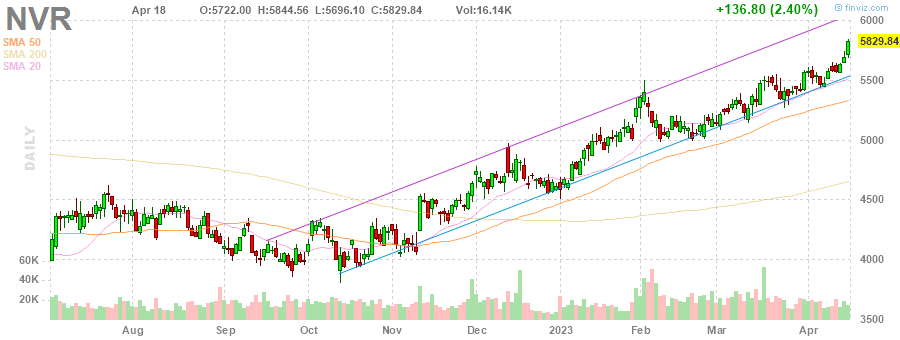 NVR Apr 18 O:5722.00 H:5844.56 L:5696.10 C:5829.84 Vol:16.14K +136.80 (2.40%) © finviz.com
SMA 50
SMA 200
SMA 20
DAILY
6000
5829.84
5500
5000
4500
4000
3500
60K
40K
20K
Aug Sep Oct Nov Dec 2023 Feb Mar Apr